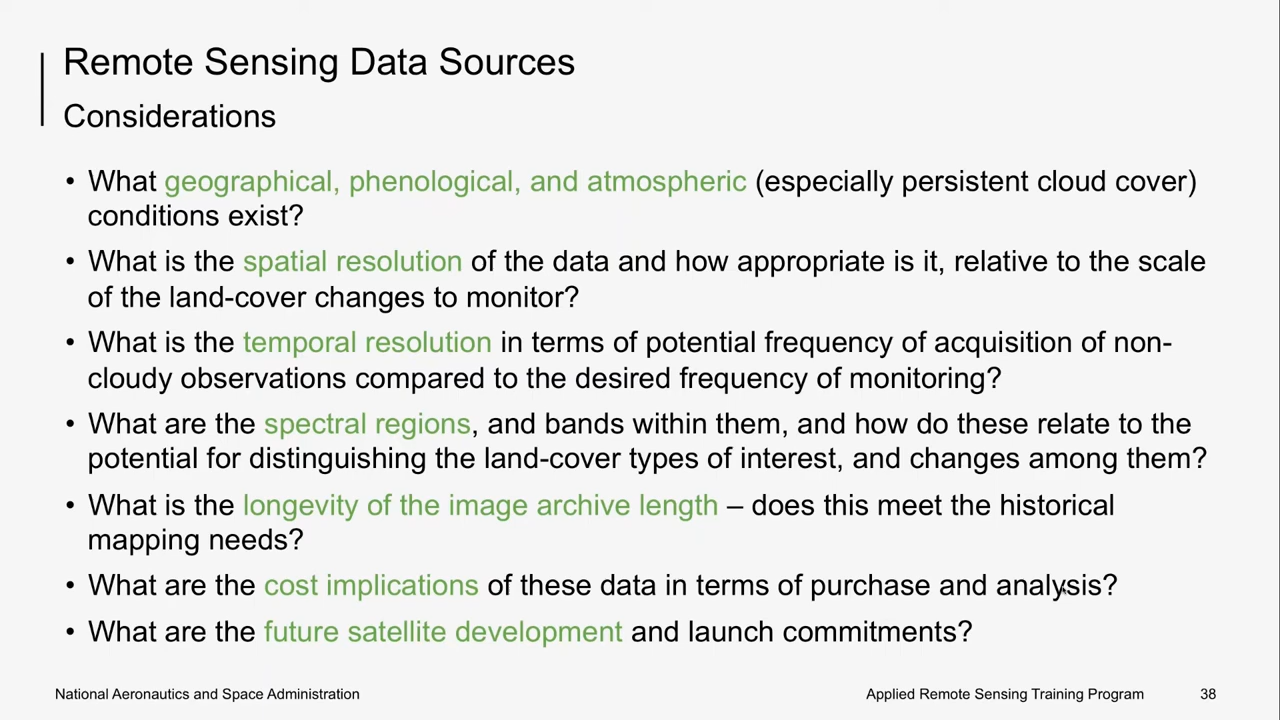 Remote Sensing Data Sources
Considerations
• What geographical, phenological, and atmospheric (especially persistent cloud cover)
conditions exist?
• What is the spatial resolution of the data and how appropriate is it, relative to the scale
of the land-cover changes to monitor?
• What is the temporal resolution in terms of potential frequency of acquisition of non-
cloudy observations compared to the desired frequency of monitoring?
• What are the spectral regions, and bands within them, and how do these relate to the
potential for distinguishing the land-cover types of interest, and changes among them?
• What is the longevity of the image archive length – does this meet the historical
mapping needs?
• What are the cost implications of these data in terms of purchase and analysis?
• What are the future satellite development and launch commitments?
National Aeronautics and Space Administration
Applied Remote Sensing Training Program
38